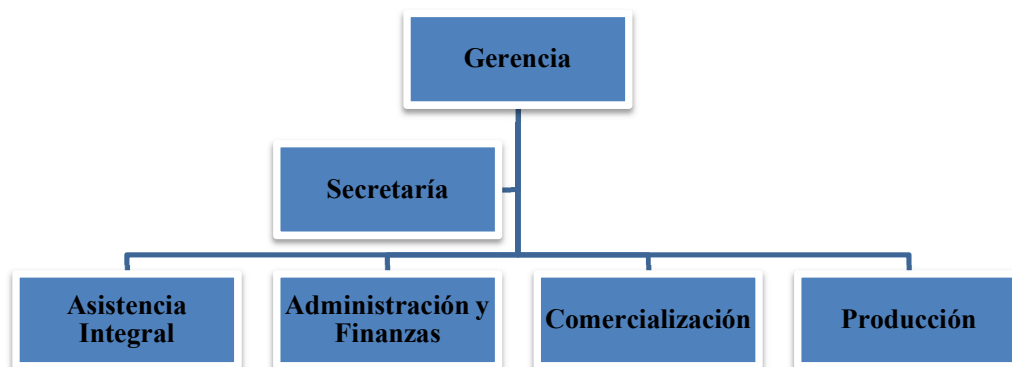 Gerencia
Secretaría
Asistencia
Integral
Administración y
Finanzas
Comercialización
Producción